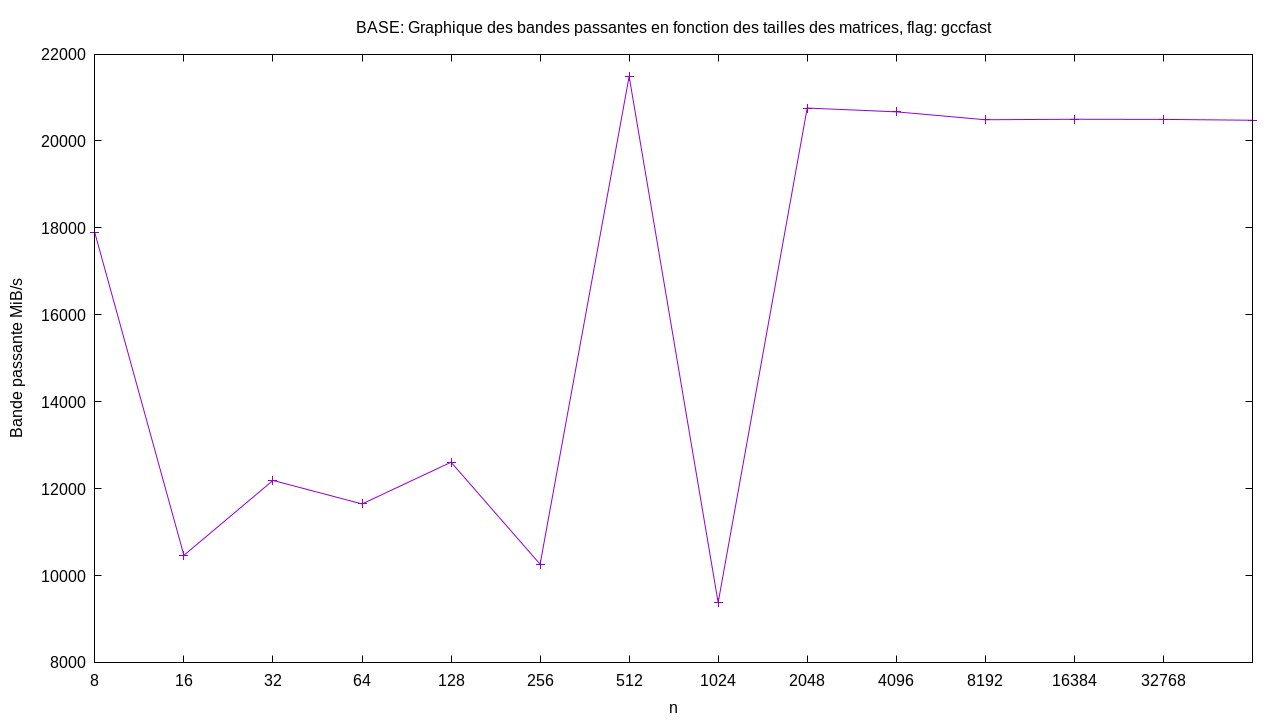 BASE: Graphique des bandes passantes en fonction des tailles des matrices, flag: gccfast
22000
20000
18000
16000
14000
12000
10000
8000
Bande passante MiB/s
8 16 32 64 128 256 512 1024 2048 4096 8192 16384 32768
n